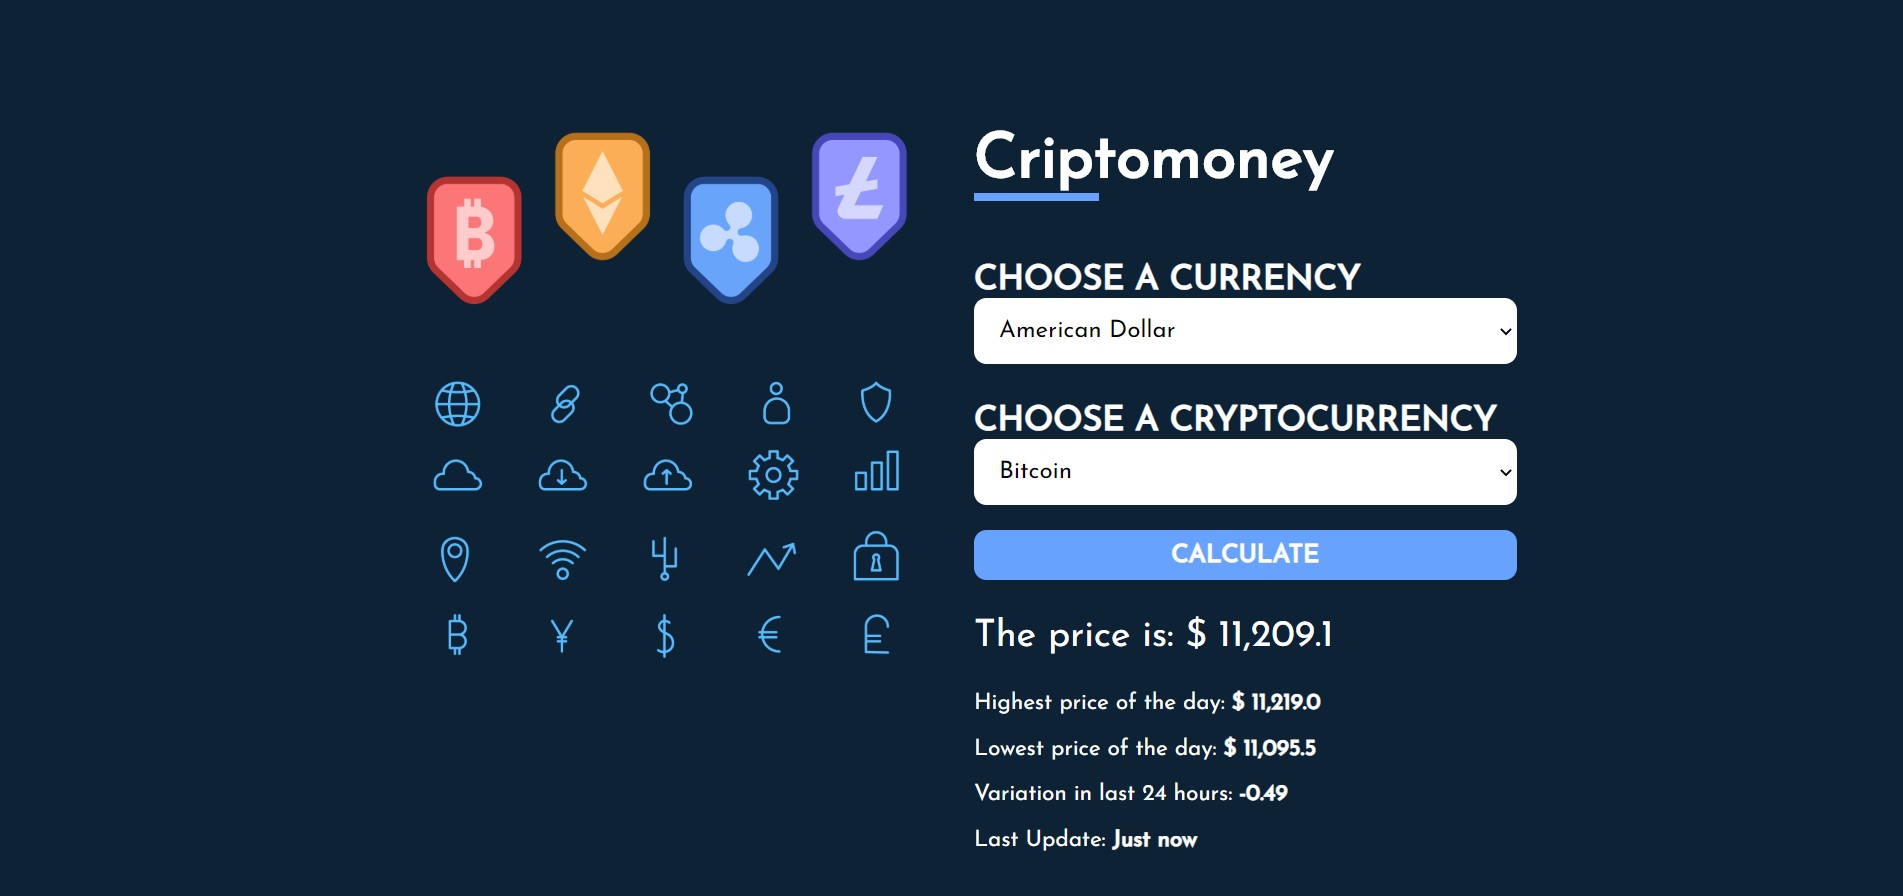 Criptomoney
CHOOSE A CURRENCY
American Dollar
CHOOSE A CRYPTOCURRENCY
Bitcoin
CALCULATE
The price is: $ 11,209.1
Highest price of the day: $ 11,219.0
Lowest price of the day: $ 11,095.5
Variation in last 24 hours: -0.49
Last Update: Just now